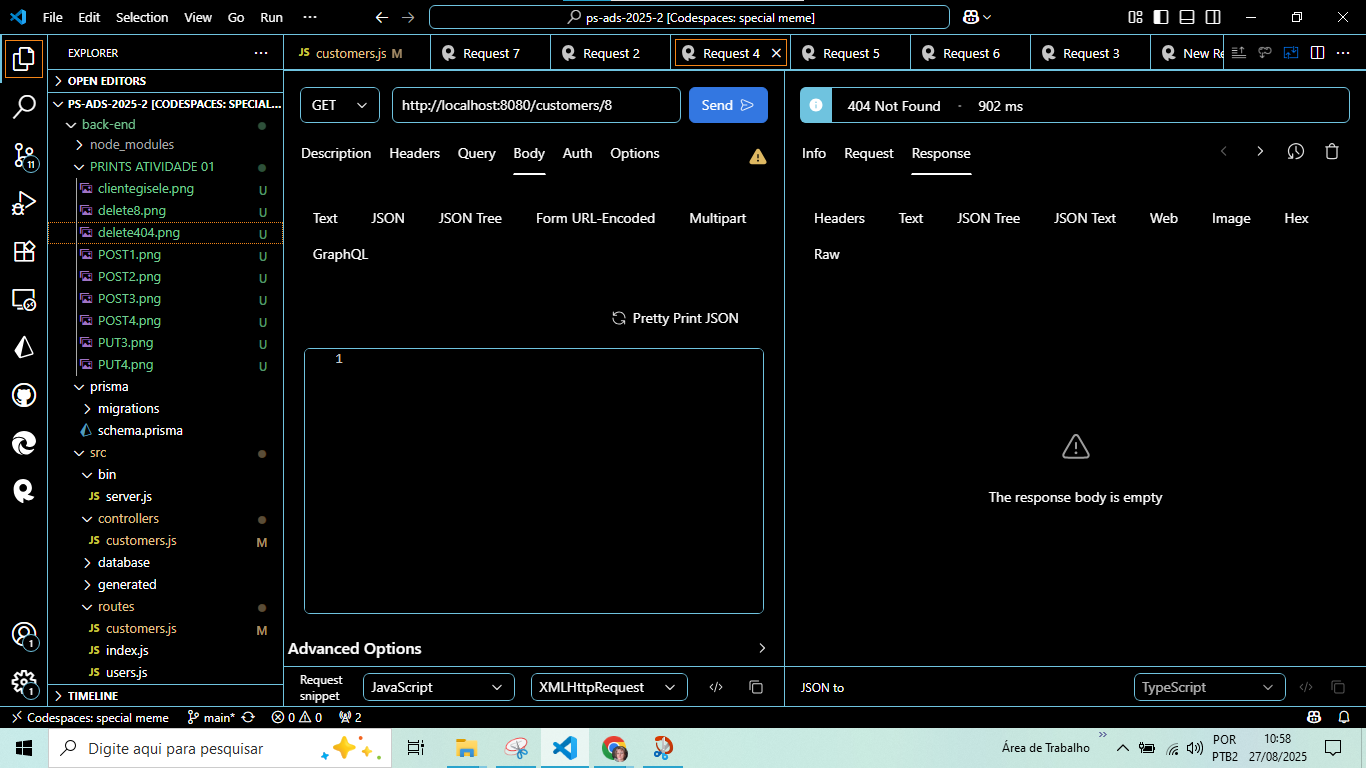 File Edit Selection View Go Run ··· ps-ads-2025-2 [Codespaces: special meme]
EXPLORER ···
OPEN EDITORS
PS-ADS-2025-2 [CODESPACES: SPECIAL...
back-end
node_modules
PRINTS ATIVIDADE 01
clientegisele.png U
delete8.png U
delete404.png U
POST1.png U
POST2.png U
POST3.png U
POST4.png U
PUT3.png U
PUT4.png U
prisma
migrations
schema.prisma
src
bin
JS server.js
controllers
JS customers.js M
database
generated
routes
JS customers.js M
JS index.js
JS users.js
TIMELINE
11
1
1
JS customers.js M Request 7 Request 2 Request 4 Request 5 Request 6 Request 3 New Re ···
GET http://localhost:8080/customers/8 Send
Description Headers Query Body Auth Options
Text JSON JSON Tree Form URL-Encoded Multipart
GraphQL
Pretty Print JSON
1
Advanced Options
Request snippet JavaScript XMLHttpRequest
404 Not Found - 902 ms
Info Request Response
Headers Text JSON Tree JSON Text Web Image Hex
Raw
The response body is empty
JSON to TypeScript
Codespaces: special meme main* 0 0 2
Digite aqui para pesquisar Área de Trabalho POR 10:58
PTB2 27/08/2025